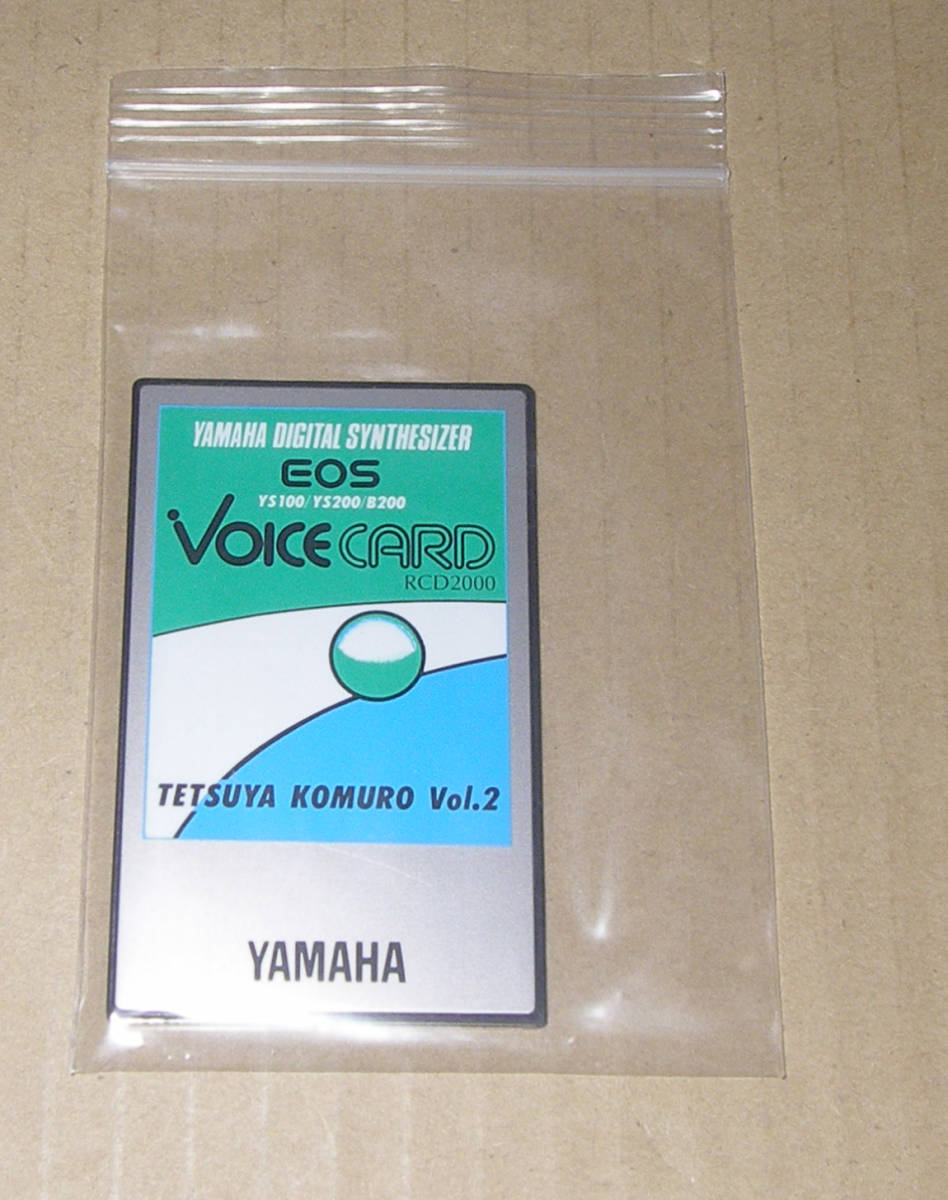 YAMAHA DIGITAL SYNTHESIZER
EOS
YS100/YS200/B200
VOICE CARD
RCD2000
TETSUYA KOMURO Vol.2
YAMAHA